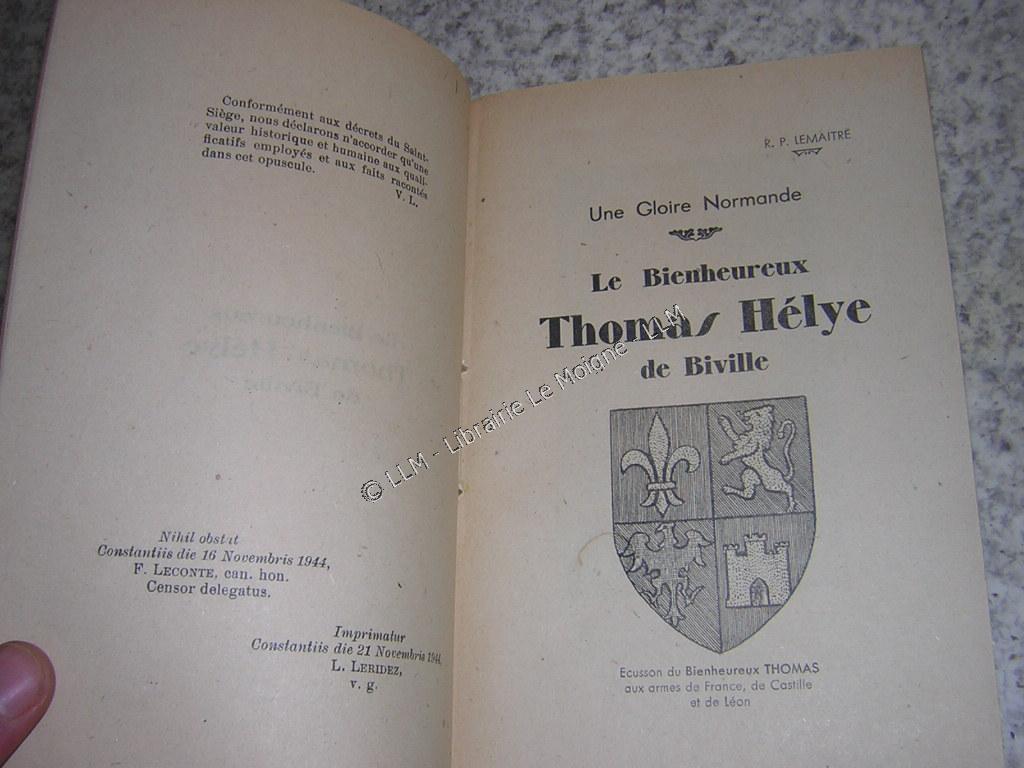 Conformément aux décrets du Saint-
Siège, nous déclarons n'accorder qu'une
valeur historique et humaine aux quali-
ficatifs employés et aux faits racontés
dans cet opuscule.
V. L.
Nihil obstat
Constantiis die 16 Novembris 1944,
F. LECONTE, can. hon.
Censor delegatus.
Imprimatur
Constantiis die 21 Novembris 1944,
L. LERIDEZ,
v. g.
R. P. LEMAITRE
Une Gloire Normande
Le Bienheureux
Thomas Hélye
de Biville
Ecusson du Bienheureux THOMAS
aux armes de France, de Castille
et de Léon
© LLM - Librairie Le Moigne - LLM